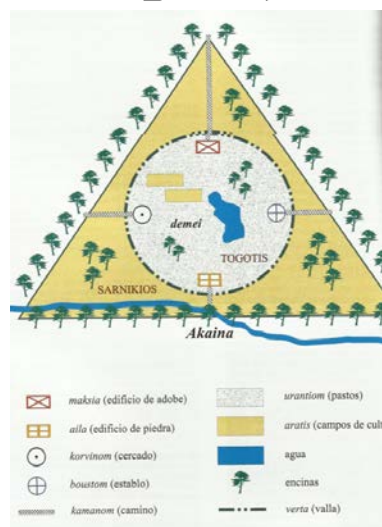 demei
TOGOTIS
SARNIKIOS
Akaina
maksia (edificio de adobe)
aila (edificio de piedra)
korvinom (cercado)
boustom (establo)
kamanom (camino)
urantiom (pastos)
aratis (campos de cult
agua
encinas
verta (valla)